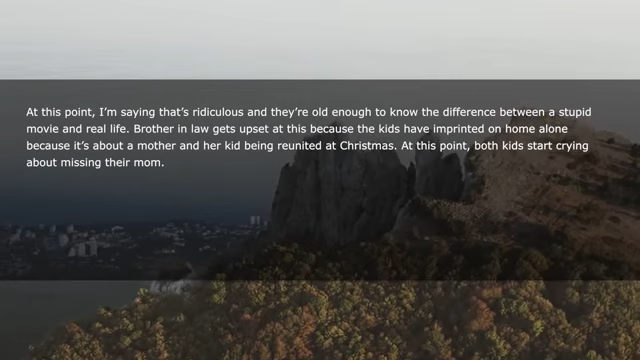 At this point, I’m saying that’s ridiculous and they’re old enough to know the difference between a stupid
movie and real life. Brother in law gets upset at this because the kids have imprinted on home alone
because it’s about a mother and her kid being reunited at Christmas. At this point, both kids start crying
about missing their mom.